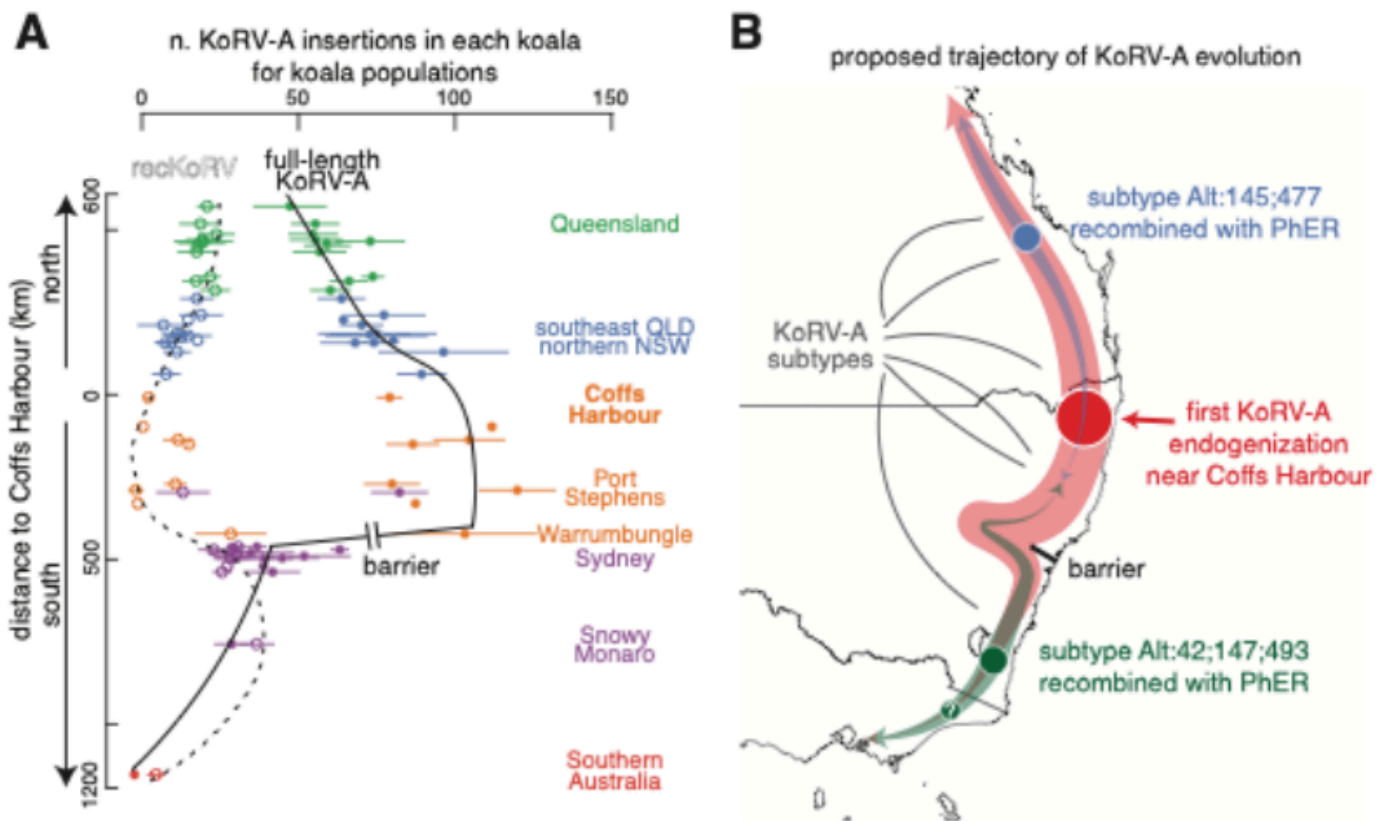 A
n. KoRV-A insertions in each koala
for koala populations
0 50 100 150
recKoRV
full-length
KoRV-A
600
0
500
1200
north
south
distance to Coffs Harbour (km)
Queensland
southeast QLD
northern NSW
Coffs
Harbour
Port
Stephens
Warrumbungle
barrier
Sydney
Snowy
Monaro
Southern
Australia
B
proposed trajectory of KoRV-A evolution
subtype Alt:145;477
recombined with PhER
KoRV-A
subtypes
first KoRV-A
endogenization
near Coffs Harbour
barrier
subtype Alt:42;147;493
recombined with PhER
?